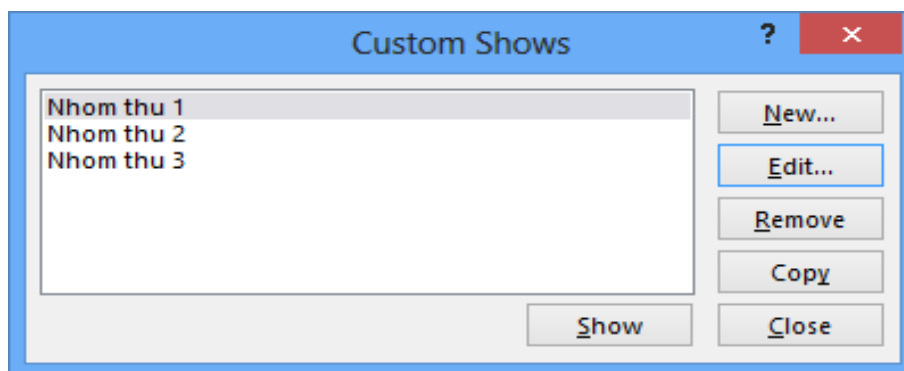 Custom Shows
?
Nhom thu 1
Nhom thu 2
Nhom thu 3
New...
Edit...
Remove
Copy
Show
Close